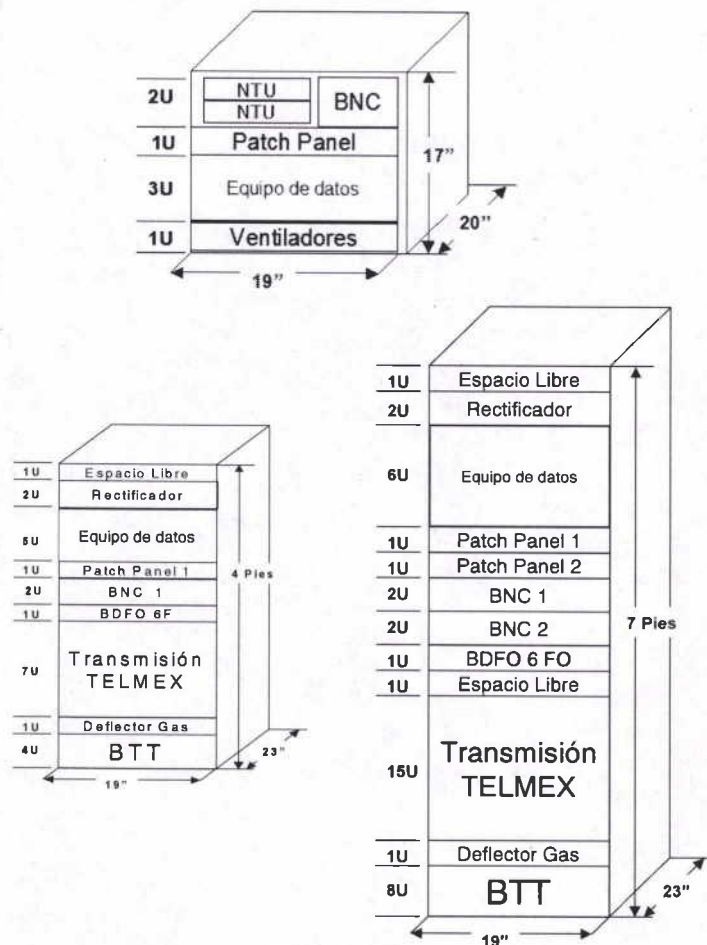 2U NTU BNC
NTU
1U Patch Panel
17"
3U Equipo de datos
20"
1U Ventiladores
19"
1U Espacio Libre
2U Rectificador
5U Equipo de datos
1U Patch Panel 1
4 Pies
2U BNC 1
1U BDFO 6F
7U Transmisión
TELMEX
1U Deflector Gas
4U BTT
23"
19"
1U Espacio Libre
2U Rectificador
6U Equipo de datos
1U Patch Panel 1
1U Patch Panel 2
2U BNC 1
7 Pies
2U BNC 2
1U BDFO 6 FO
1U Espacio Libre
15U Transmisión
TELMEX
1U Deflector Gas
8U BTT
23"
19"